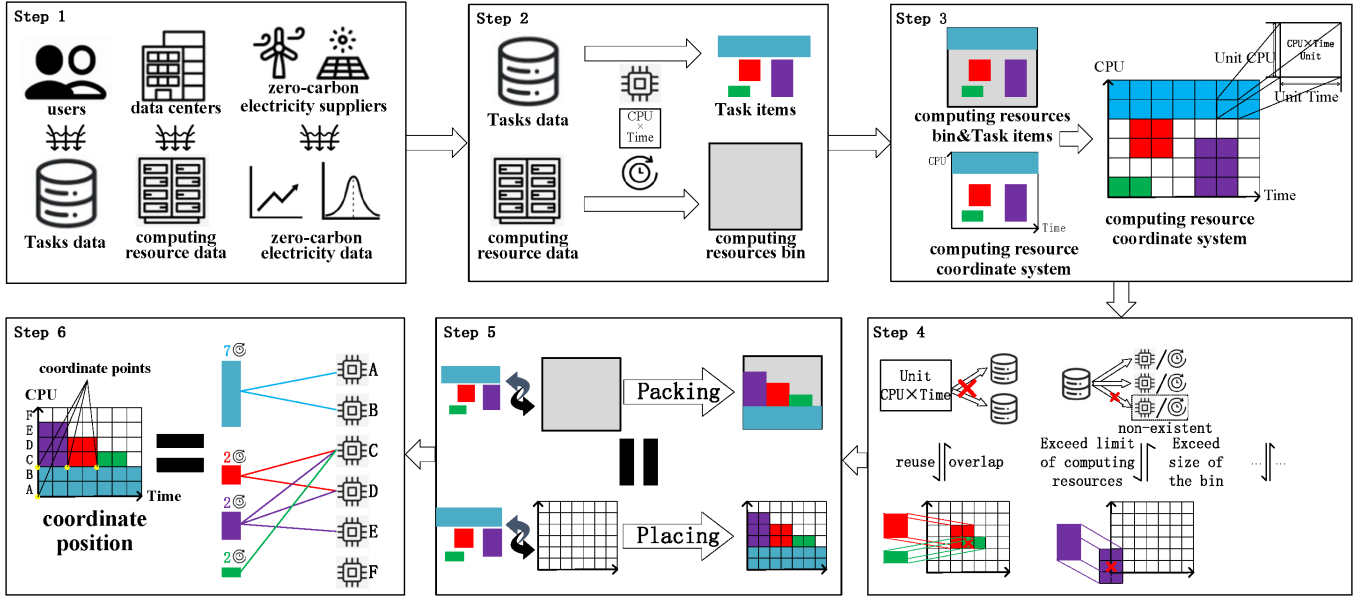 Step 1
users
data centers
zero-carbon
electricity suppliers
Tasks data
computing
resource data
zero-carbon
electricity data
Step 2
Tasks data
CPU
×
Time
Task items
computing
resource data
computing
resources bin
Step 3
computing resources
bin&Task items
CPU
Time
computing resource
coordinate system
CPU
Unit CPU
CPU×Time
Unit
Unit Time
Time
computing resource
coordinate system
Step 4
Unit
CPU×Time
reuse
overlap
/
/
/
non-existent
Exceed limit
of computing
resources
Exceed
size of
the bin
...
...
Step 5
Packing
Placing
Step 6
coordinate points
CPU
F
E
D
C
B
A
Time
coordinate
position
7
2
2
2
A
B
C
D
E
F